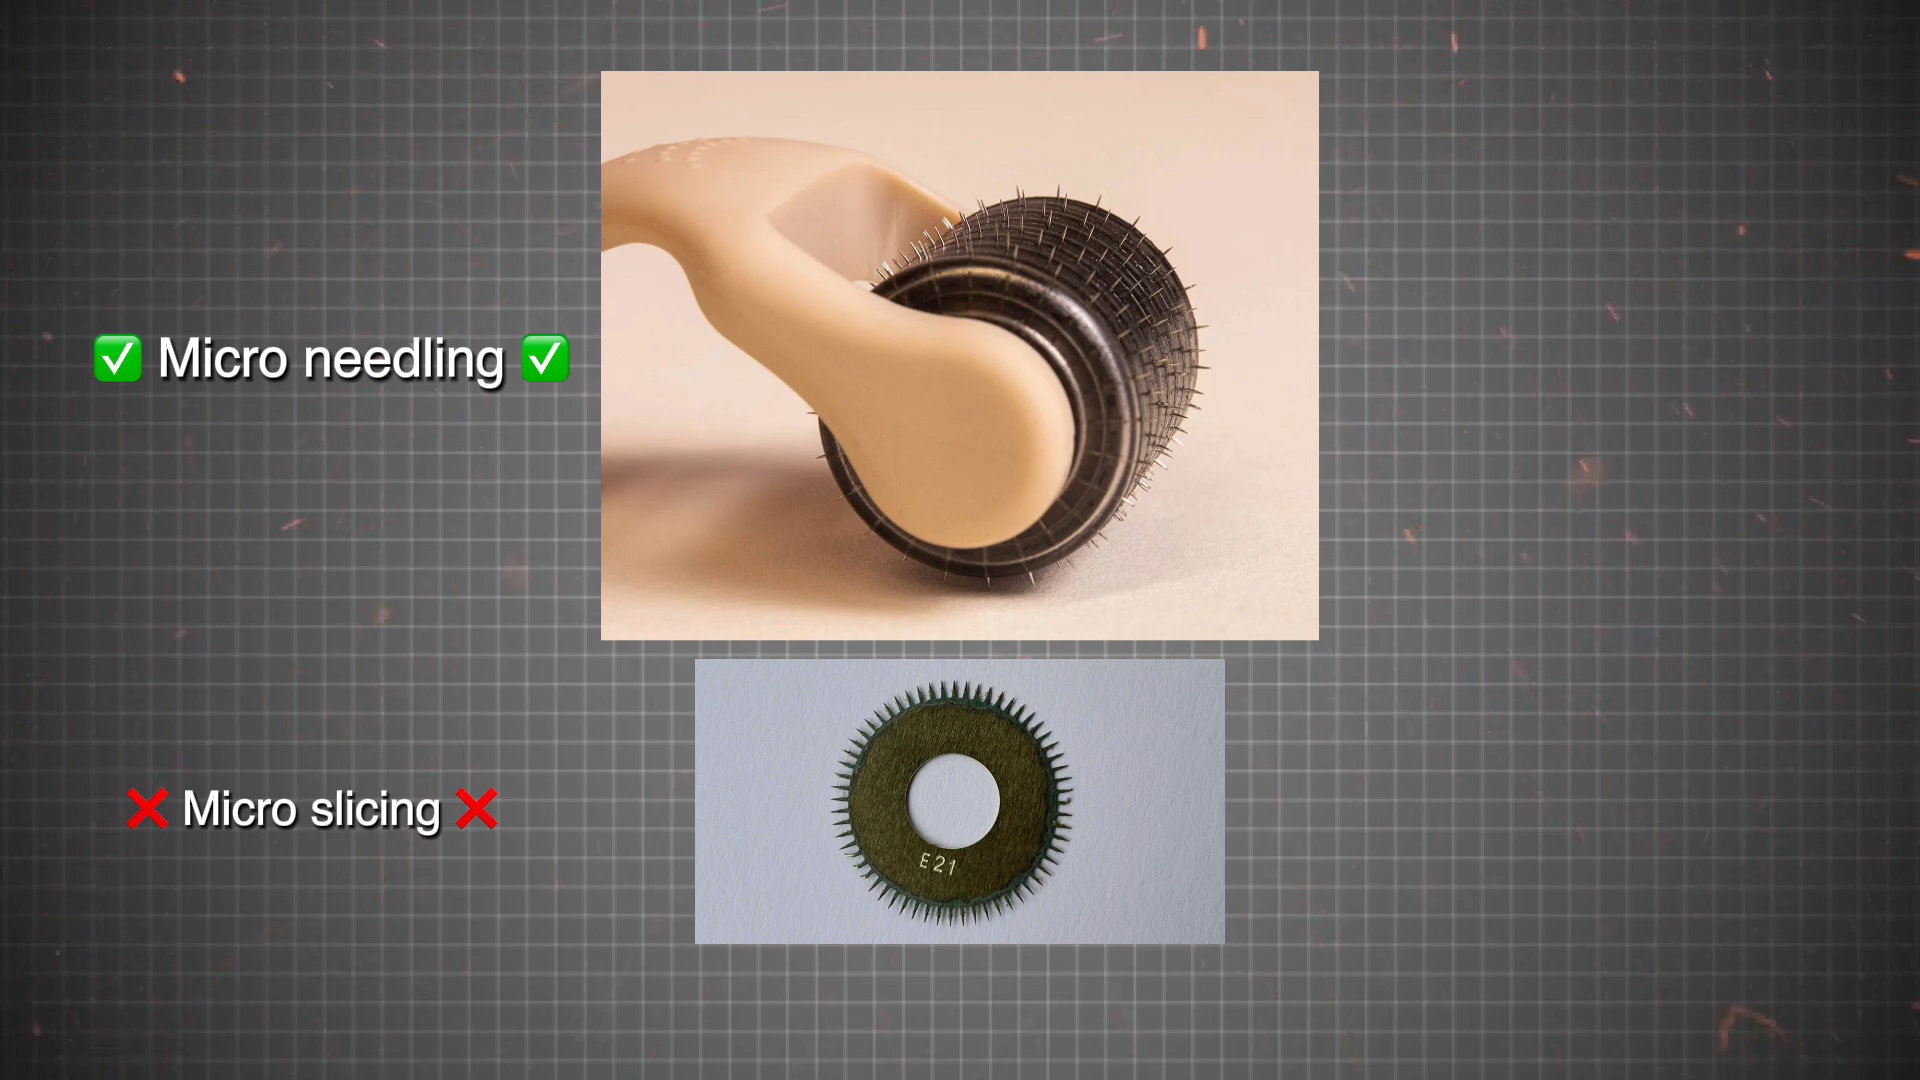 ✅ Micro needling ✅
❌ Micro slicing ❌
E21